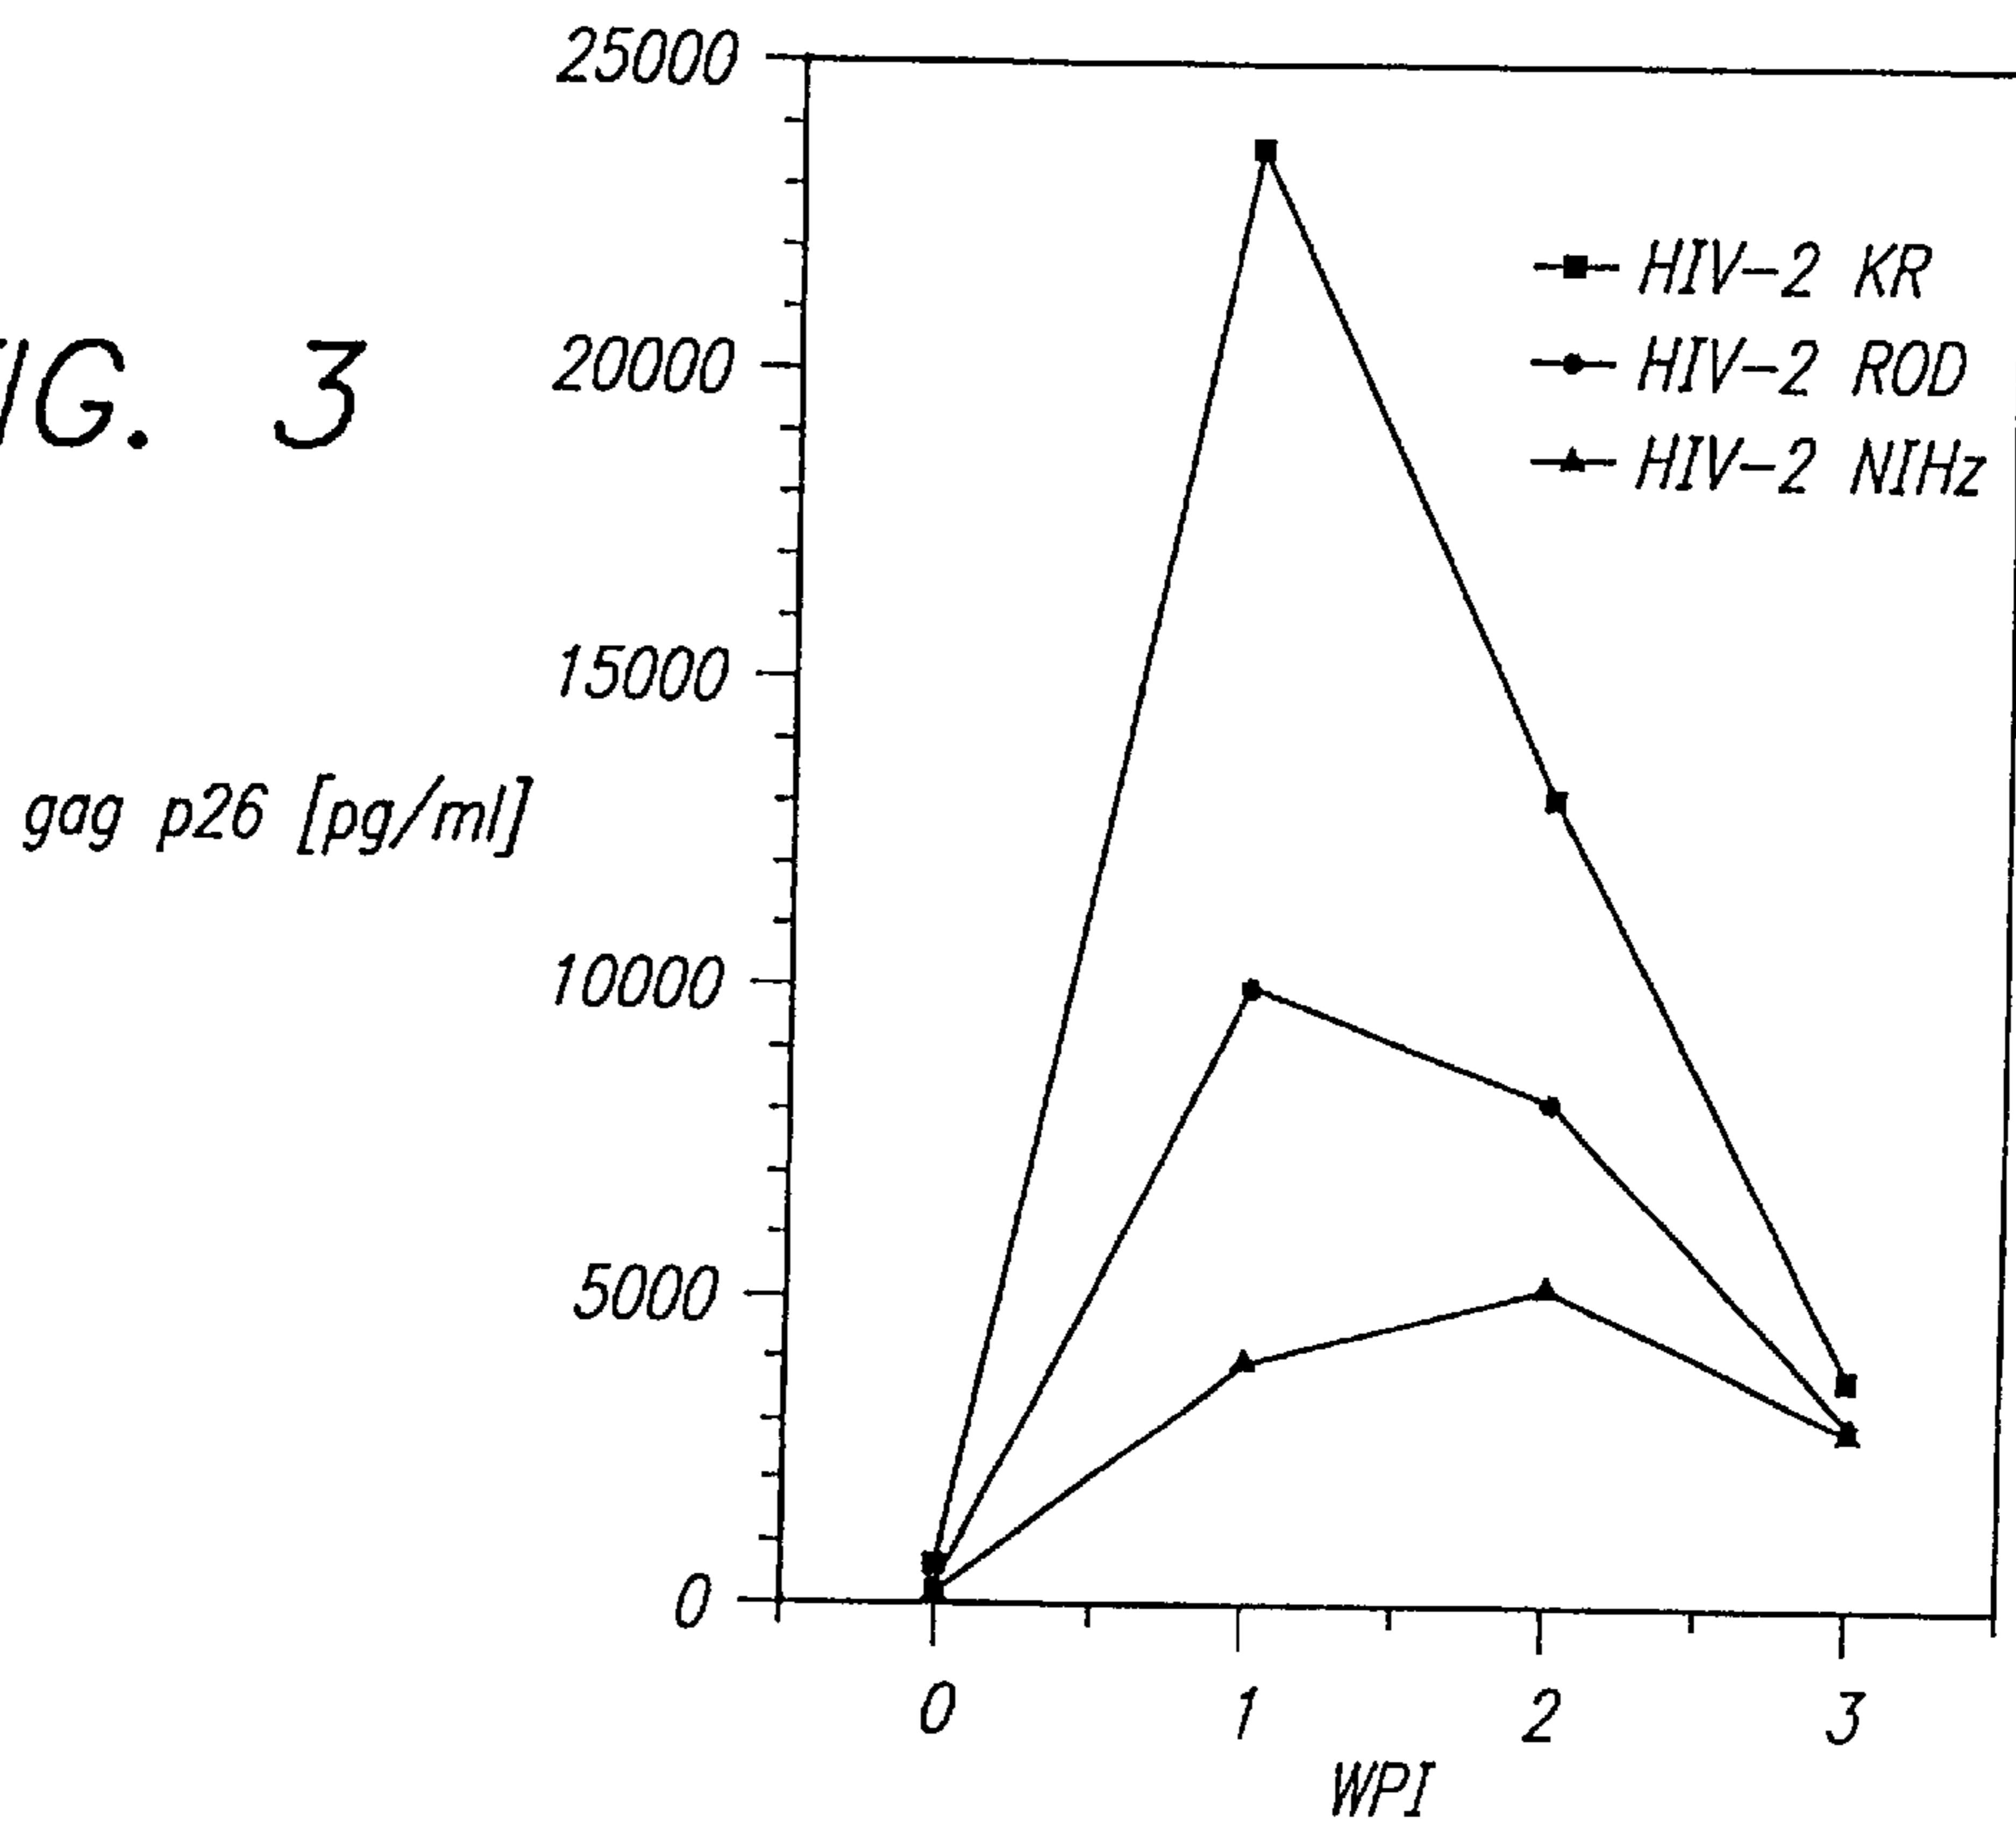 25000
HIV-2 KR
20000
HIV-2 ROD
IG. 3
HIV-2 NIHz
15000
gag p26 [pg/ml]
10000
5000
0
0 1 2 3
WPI